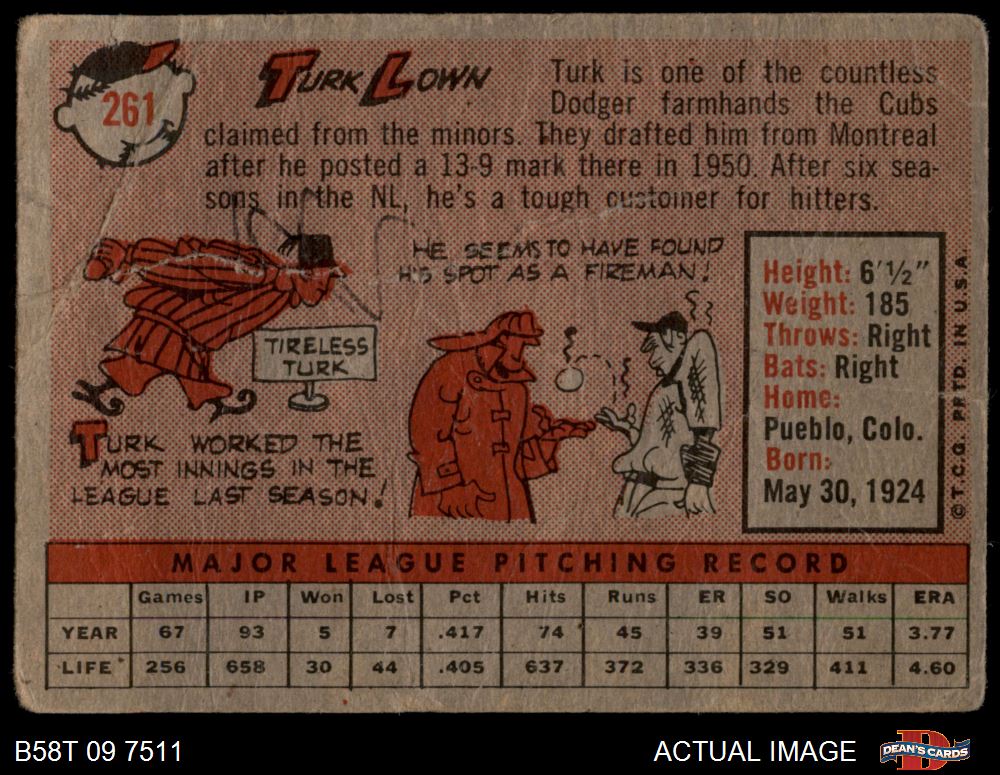 261
TURK LOWN
Turk is one of the countless
Dodger farmhands the Cubs
claimed from the minors. They drafted him from Montreal
after he posted a 13-9 mark there in 1950. After six sea-
sons in the NL, he's a tough customer for hitters.
TIRELESS
TURK
TURK WORKED THE
MOST INNINGS IN THE
LEAGUE LAST SEASON!
HE SEEMS TO HAVE FOUND
HIS SPOT AS A FIREMAN!
Height: 6'½"
Weight: 185
Throws: Right
Bats: Right
Home:
Pueblo, Colo.
Born:
May 30, 1924
©T.C.G. PRTD. IN U.S.A.
MAJOR LEAGUE PITCHING RECORD
Games IP Won Lost Pct Hits Runs ER SO Walks ERA
YEAR 67 93 5 7 .417 74 45 39 51 51 3.77
LIFE 256 658 30 44 .405 637 372 336 329 411 4.60
B58T 09 7511
ACTUAL IMAGE
DEAN'S CARDS